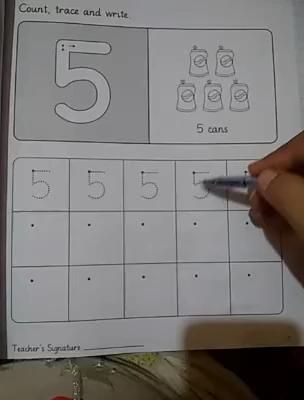 Count, trace and write.
5
5 cans
5 5 5 5
Teacher's Signature